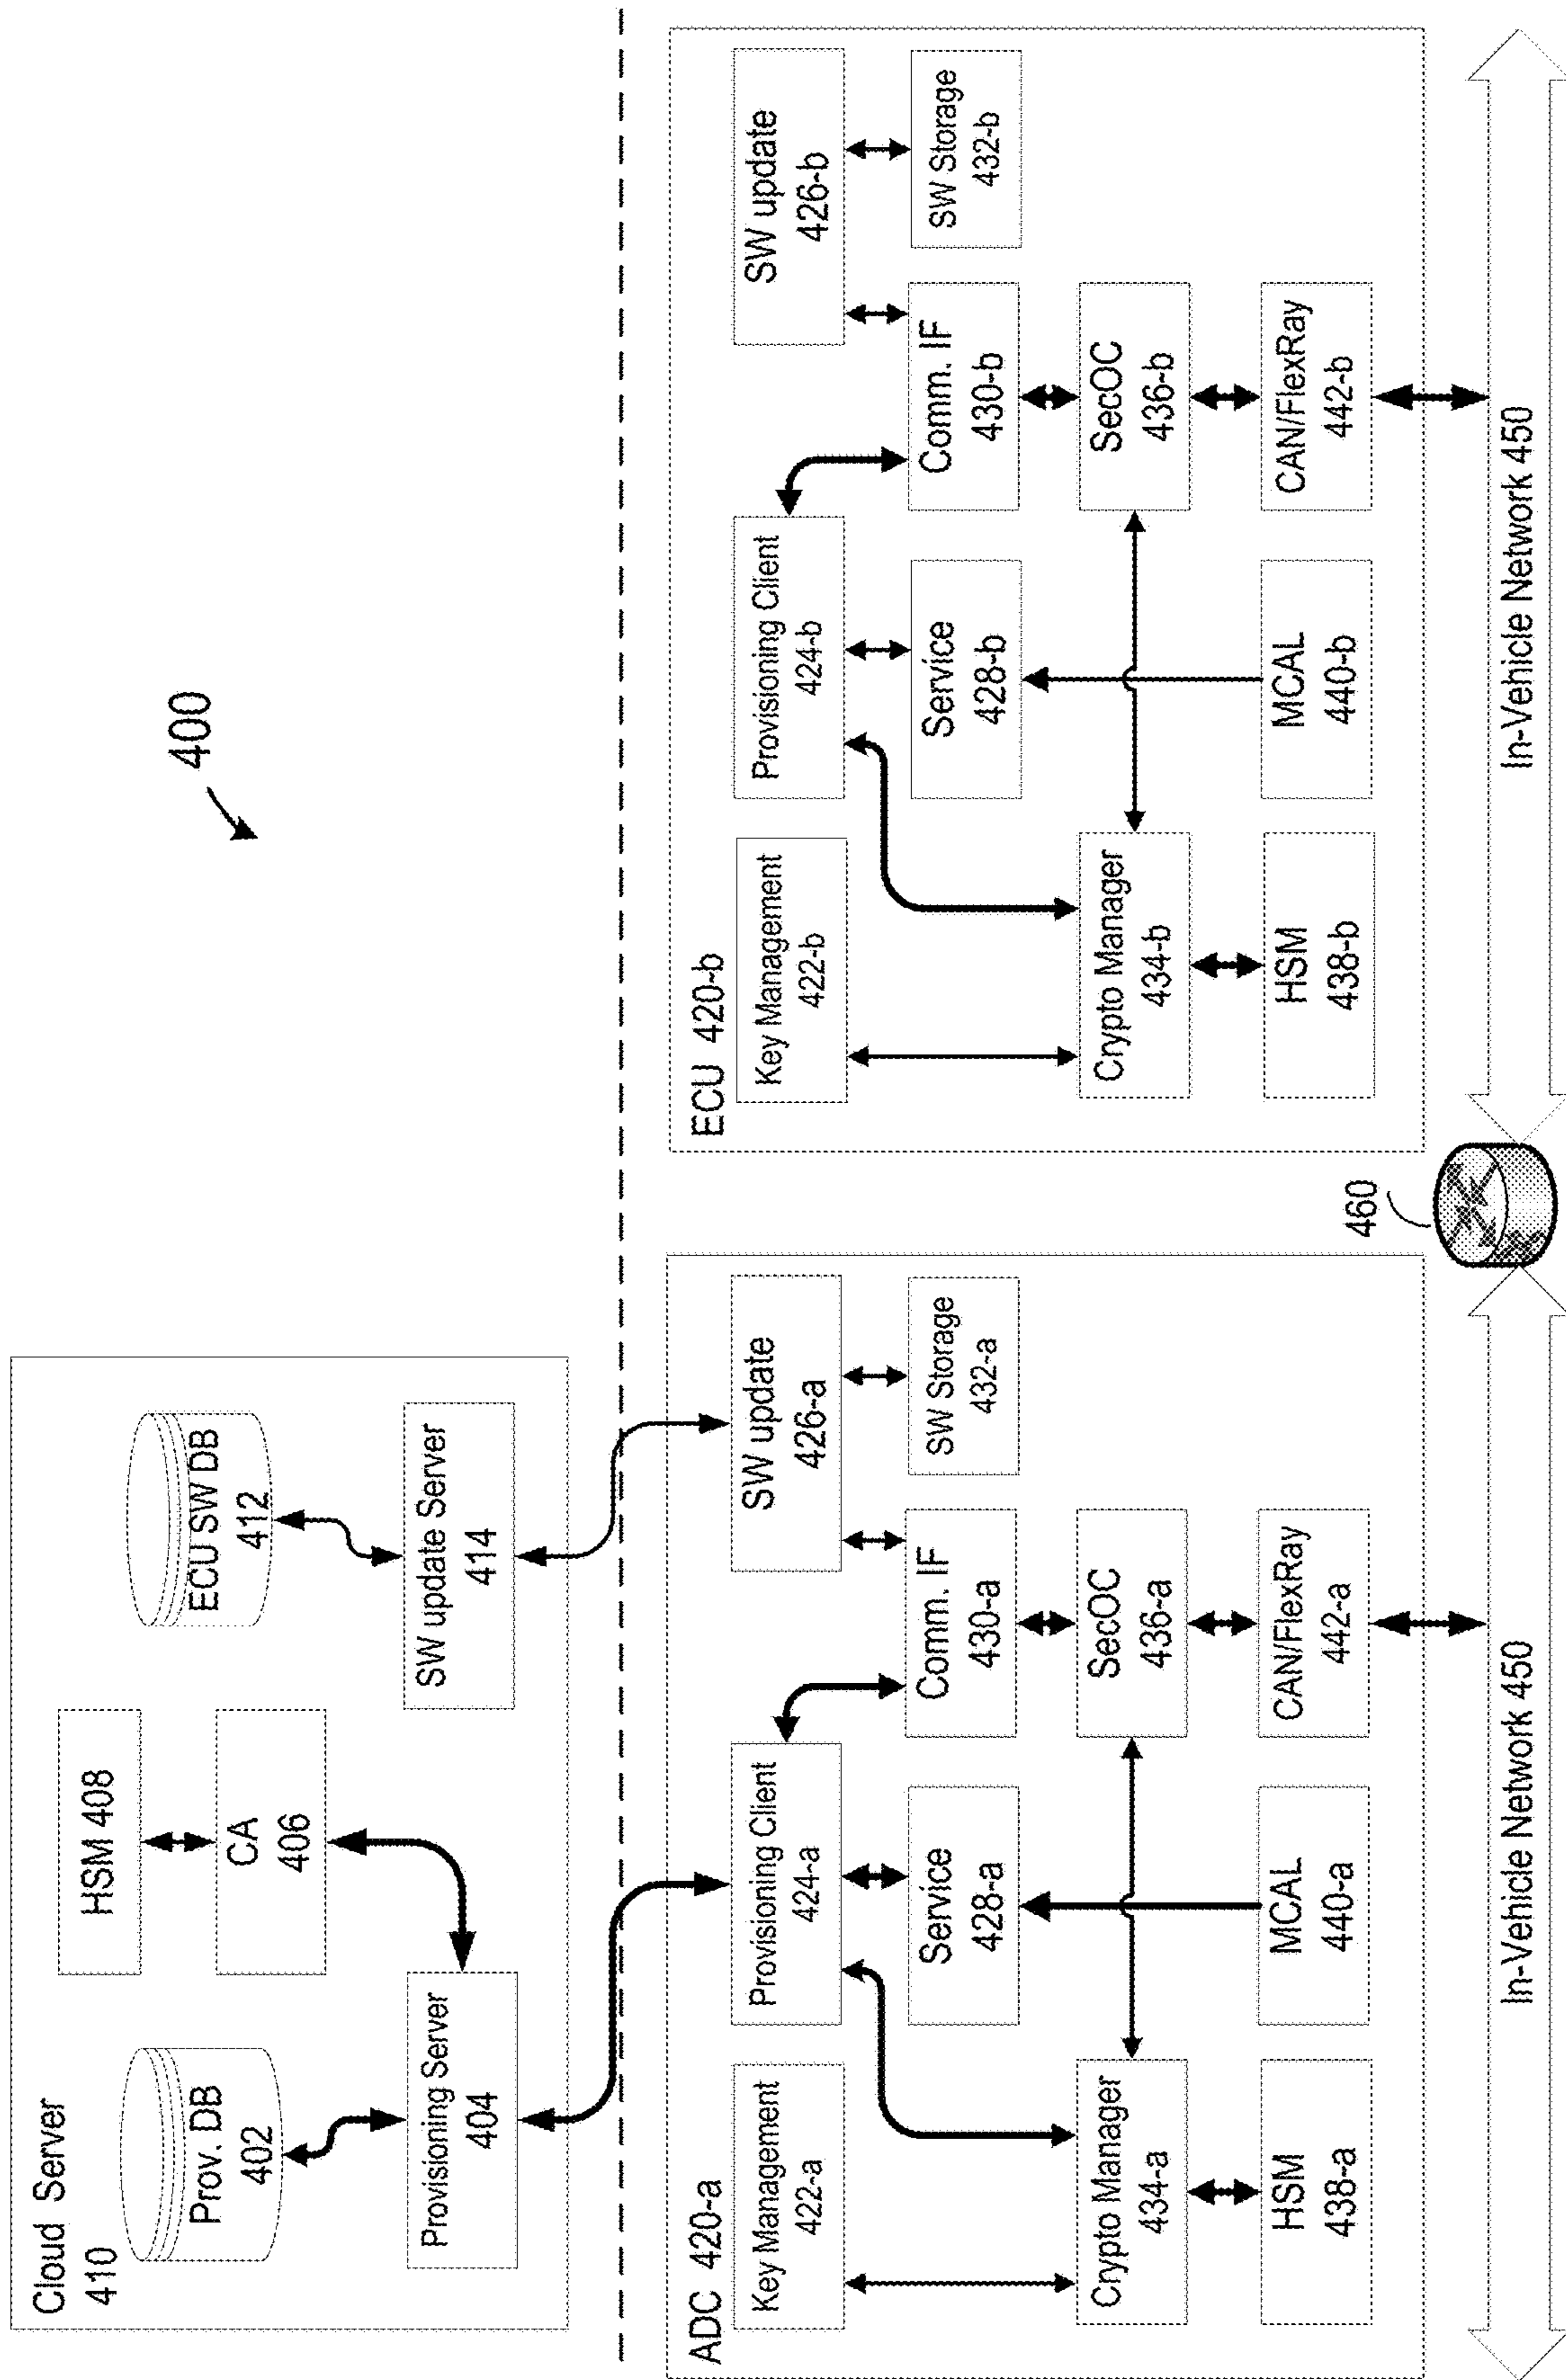 400
Cloud Server
410
Prov. DB
402
HSM 408
CA
406
ECU SW DB
412
Provisioning Server
404
SW update Server
414
ADC 420-a
Key Management
422-a
Provisioning Client
424-a
SW update
426-a
Service
428-a
Comm. IF
430-a
SW Storage
432-a
Crypto Manager
434-a
SecOC
436-a
HSM
438-a
MCAL
440-a
CAN/FlexRay
442-a
In-Vehicle Network 450
460
ECU 420-b
Key Management
422-b
Provisioning Client
424-b
SW update
426-b
Service
428-b
Comm. IF
430-b
SW Storage
432-b
Crypto Manager
434-b
SecOC
436-b
HSM
438-b
MCAL
440-b
CAN/FlexRay
442-b
In-Vehicle Network 450